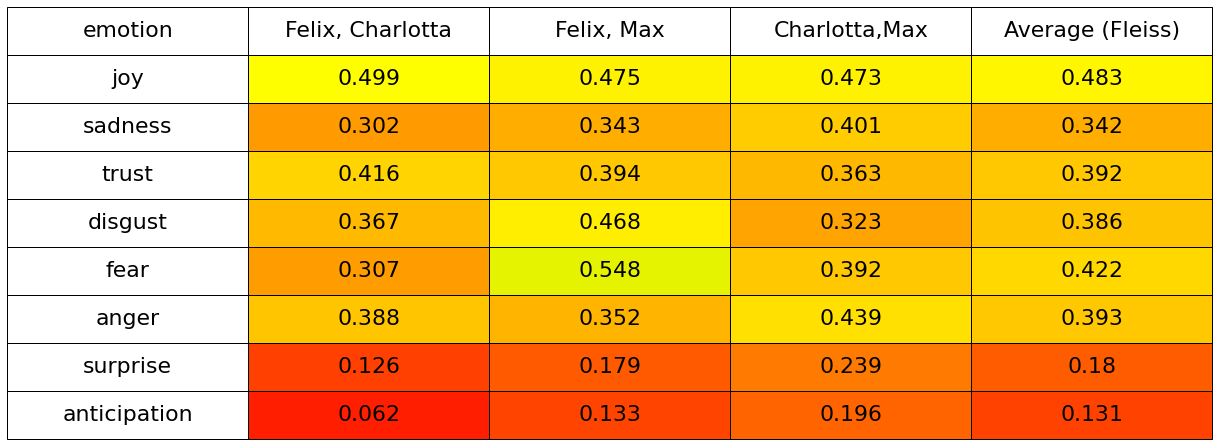 emotion Felix, Charlotta Felix, Max Charlotta,Max Average (Fleiss)
joy 0.499 0.475 0.473 0.483
sadness 0.302 0.343 0.401 0.342
trust 0.416 0.394 0.363 0.392
disgust 0.367 0.468 0.323 0.386
fear 0.307 0.548 0.392 0.422
anger 0.388 0.352 0.439 0.393
surprise 0.126 0.179 0.239 0.18
anticipation 0.062 0.133 0.196 0.131